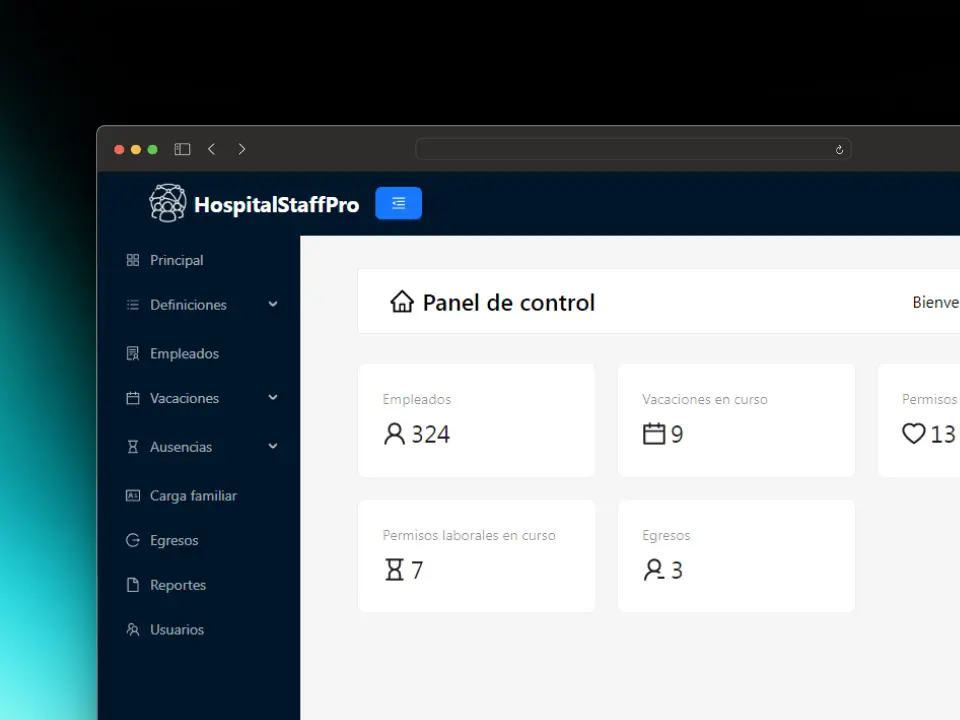 HospitalStaffPro
Principal
Definiciones
Empleados
Vacaciones
Ausencias
Carga familiar
Egresos
Reportes
Usuarios
Panel de control
Bienve
Empleados
324
Vacaciones en curso
9
Permisos
13
Permisos laborales en curso
7
Egresos
3